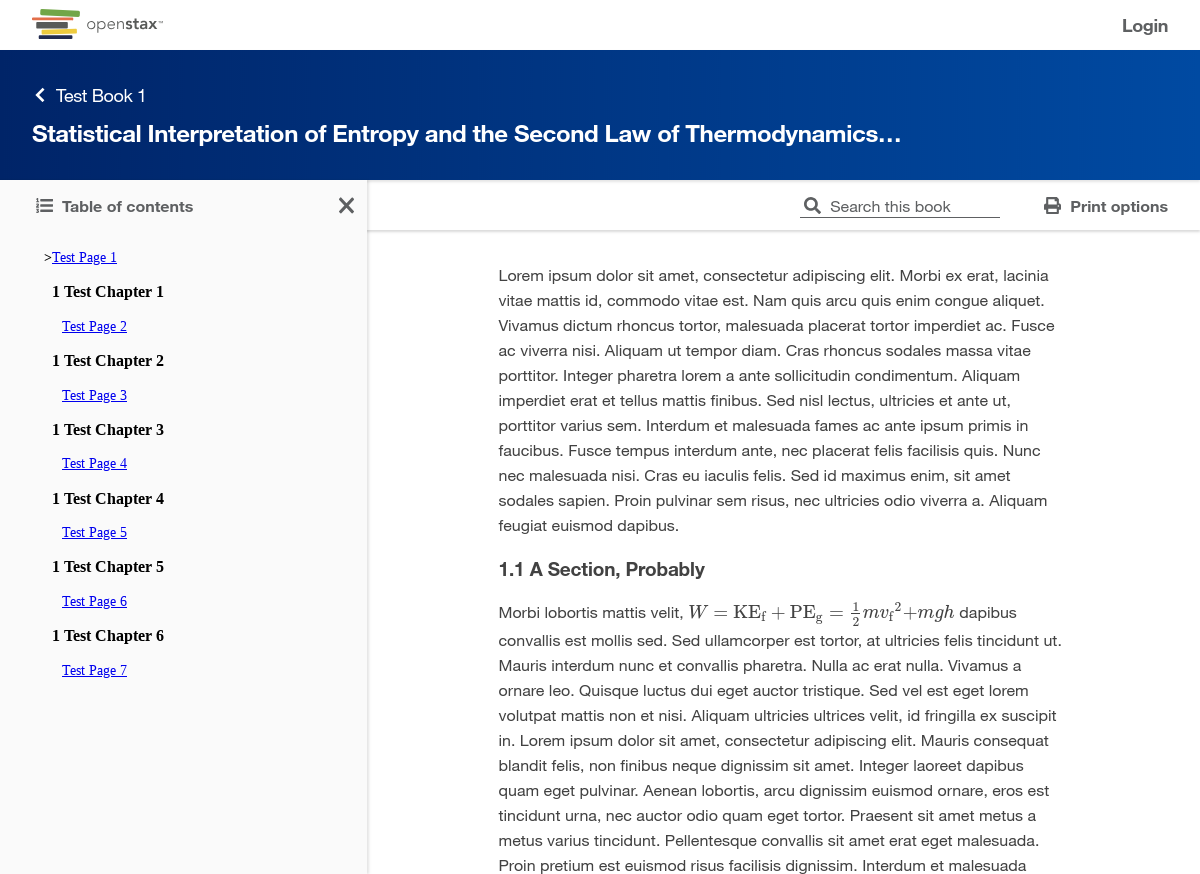 openstax™
Login
Test Book 1
Statistical Interpretation of Entropy and the Second Law of Thermodynamics…
Table of contents
Search this book
Print options
>Test Page 1
1 Test Chapter 1
Test Page 2
1 Test Chapter 2
Test Page 3
1 Test Chapter 3
Test Page 4
1 Test Chapter 4
Test Page 5
1 Test Chapter 5
Test Page 6
1 Test Chapter 6
Test Page 7
Lorem ipsum dolor sit amet, consectetur adipiscing elit. Morbi ex erat, lacinia
vitae mattis id, commodo vitae est. Nam quis arcu quis enim congue aliquet.
Vivamus dictum rhoncus tortor, malesuada placerat tortor imperdiet ac. Fusce
ac viverra nisi. Aliquam ut tempor diam. Cras rhoncus sodales massa vitae
porttitor. Integer pharetra lorem a ante sollicitudin condimentum. Aliquam
imperdiet erat et tellus mattis finibus. Sed nisl lectus, ultricies et ante ut,
porttitor varius sem. Interdum et malesuada fames ac ante ipsum primis in
faucibus. Fusce tempus interdum ante, nec placerat felis facilisis quis. Nunc
nec malesuada nisi. Cras eu iaculis felis. Sed id maximus enim, sit amet
sodales sapien. Proin pulvinar sem risus, nec ultricies odio viverra a. Aliquam
feugiat euismod dapibus.
1.1 A Section, Probably
Morbi lobortis mattis velit, W = KE_f + PE_g = 1/2 mv_f² + mgh dapibus
convallis est mollis sed. Sed ullamcorper est tortor, at ultricies felis tincidunt ut.
Mauris interdum nunc et convallis pharetra. Nulla ac erat nulla. Vivamus a
ornare leo. Quisque luctus dui eget auctor tristique. Sed vel est eget lorem
volutpat mattis non et nisi. Aliquam ultricies ultrices velit, id fringilla ex suscipit
in. Lorem ipsum dolor sit amet, consectetur adipiscing elit. Mauris consequat
blandit felis, non finibus neque dignissim sit amet. Integer laoreet dapibus
quam eget pulvinar. Aenean lobortis, arcu dignissim euismod ornare, eros est
tincidunt urna, nec auctor odio quam eget tortor. Praesent sit amet metus a
metus varius tincidunt. Pellentesque convallis sit amet erat eget malesuada.
Proin pretium est euismod risus facilisis dignissim. Interdum et malesuada